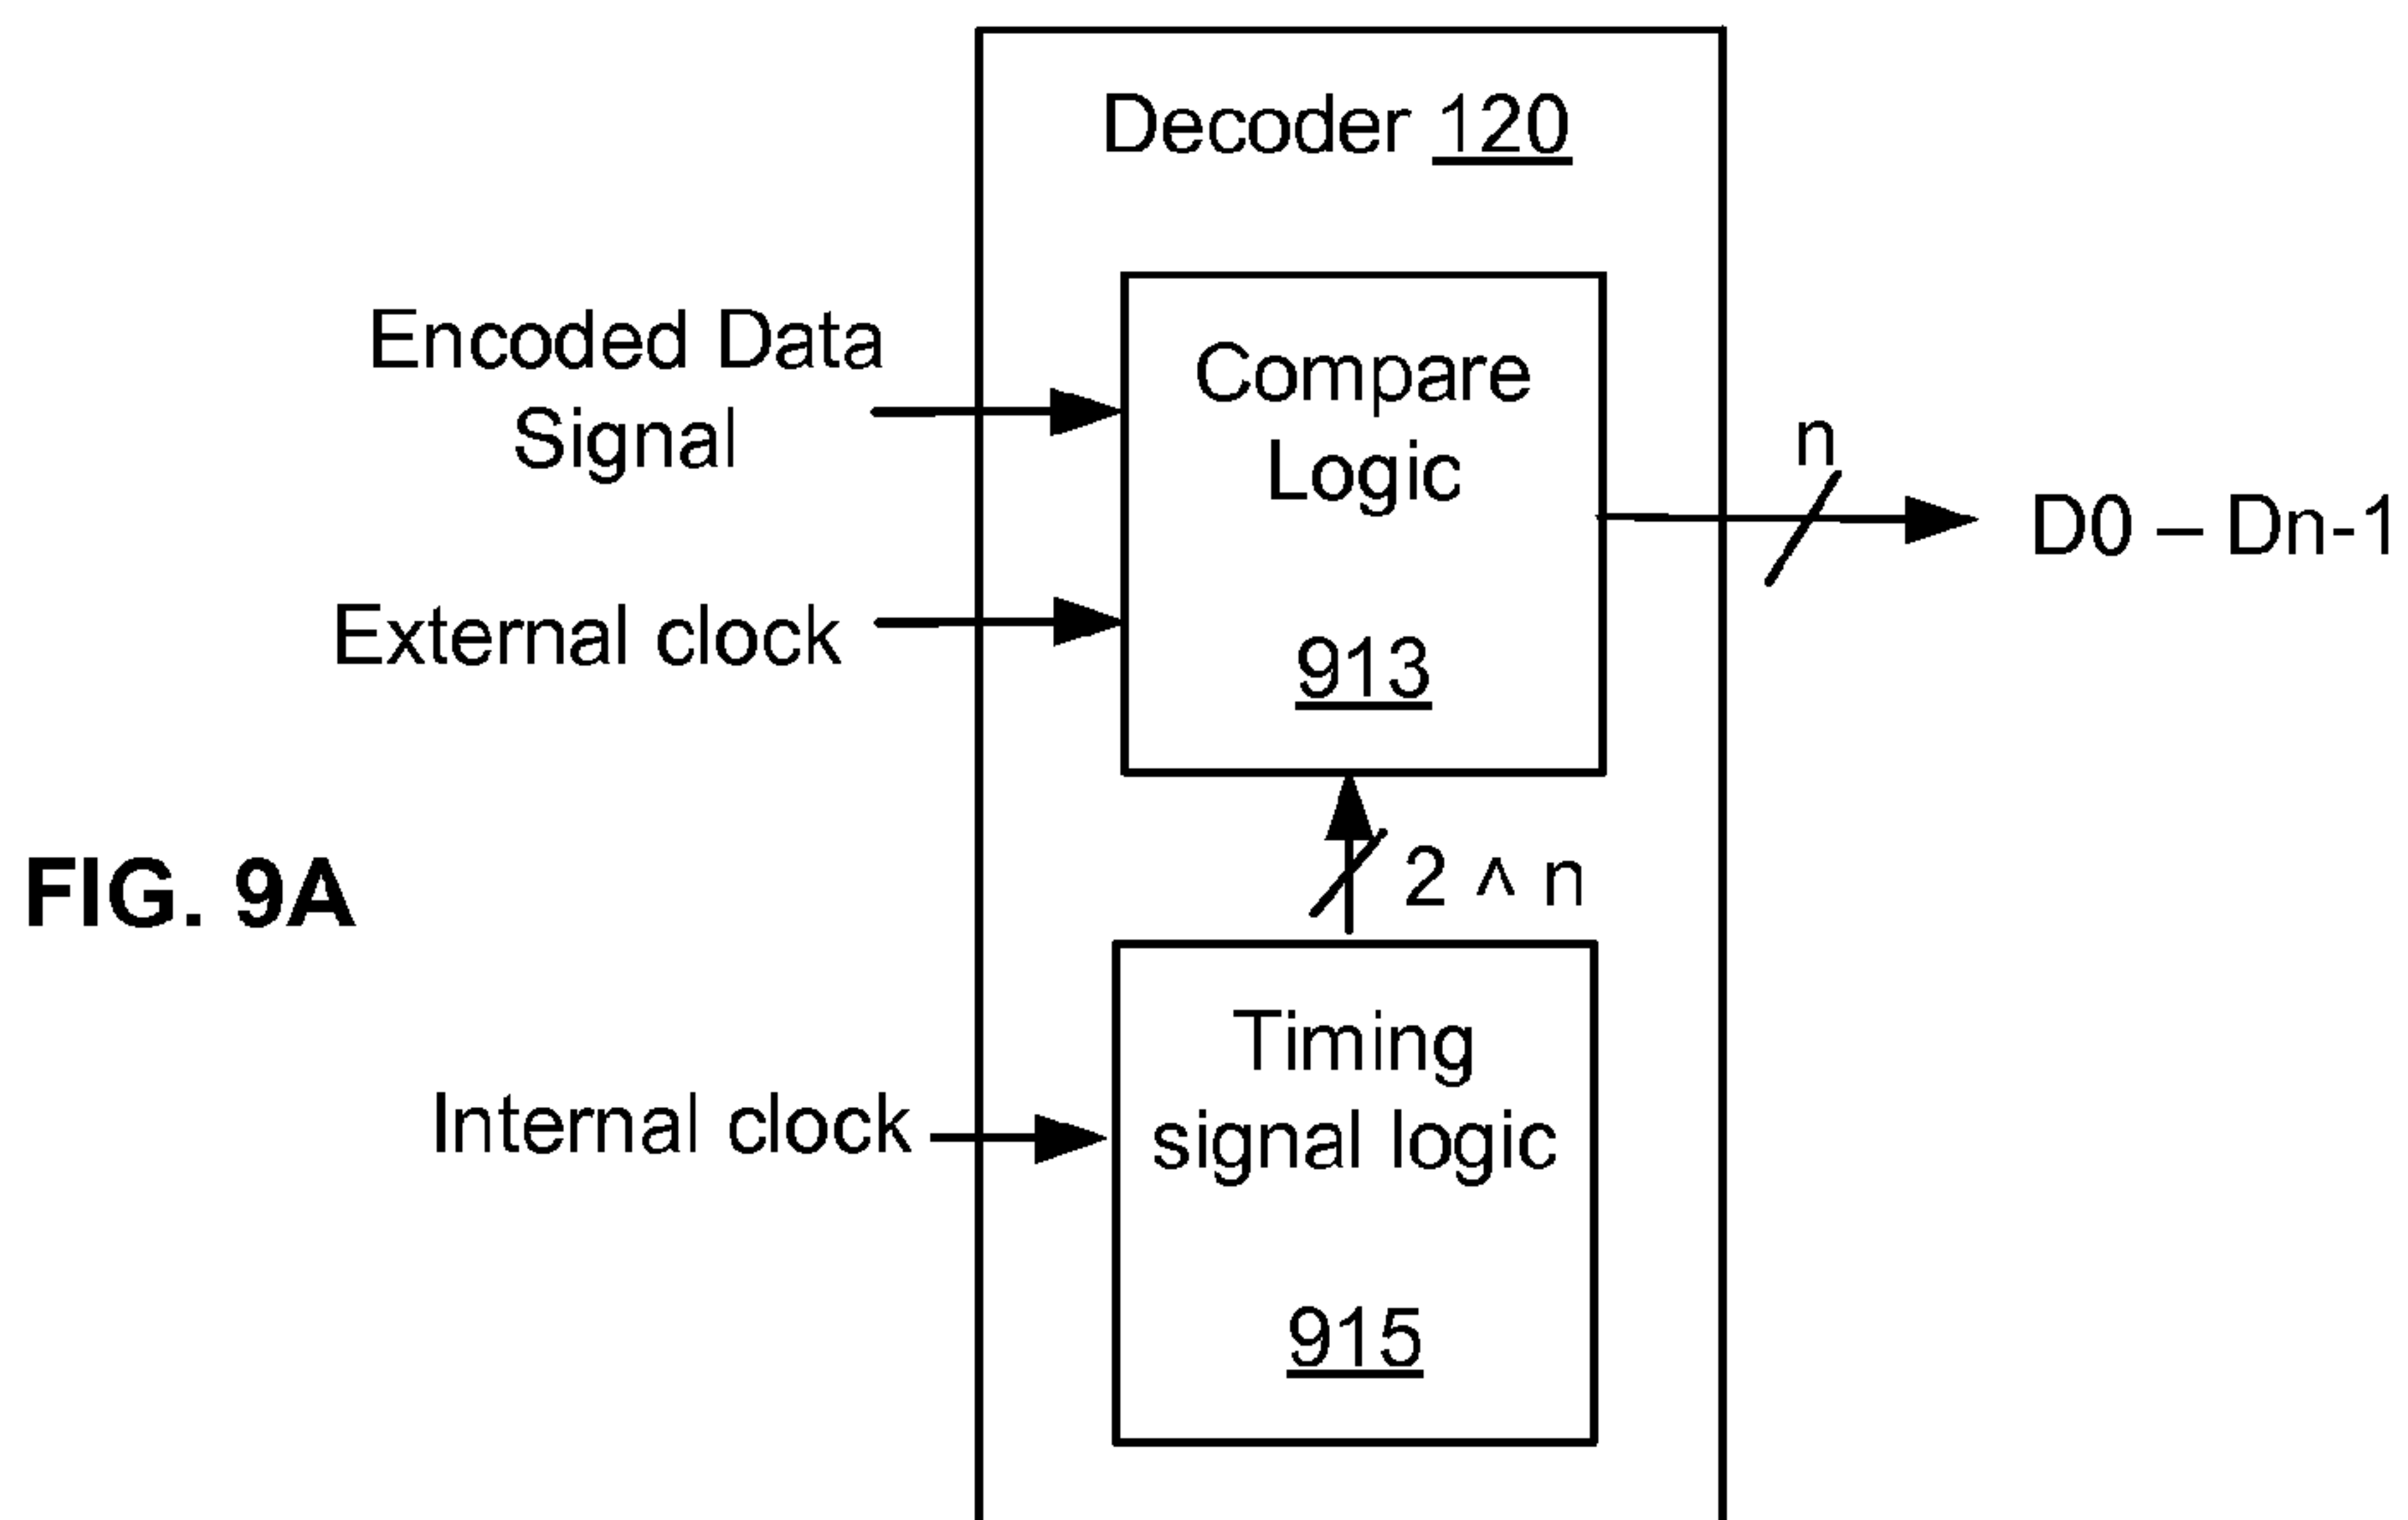 Decoder 120
Encoded Data
Signal
Compare
Logic
n
D0 – Dn-1
External clock
913
2 ^ n
FIG. 9A
Timing
signal logic
Internal clock
915